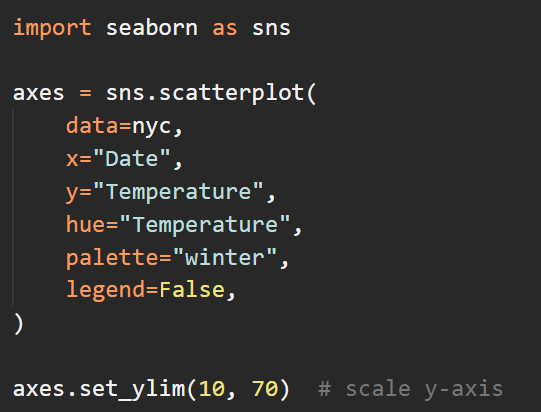 import seaborn as sns

axes = sns.scatterplot(
    data=nyc,
    x="Date",
    y="Temperature",
    hue="Temperature",
    palette="winter",
    legend=False,
)

axes.set_ylim(10, 70)  # scale y-axis